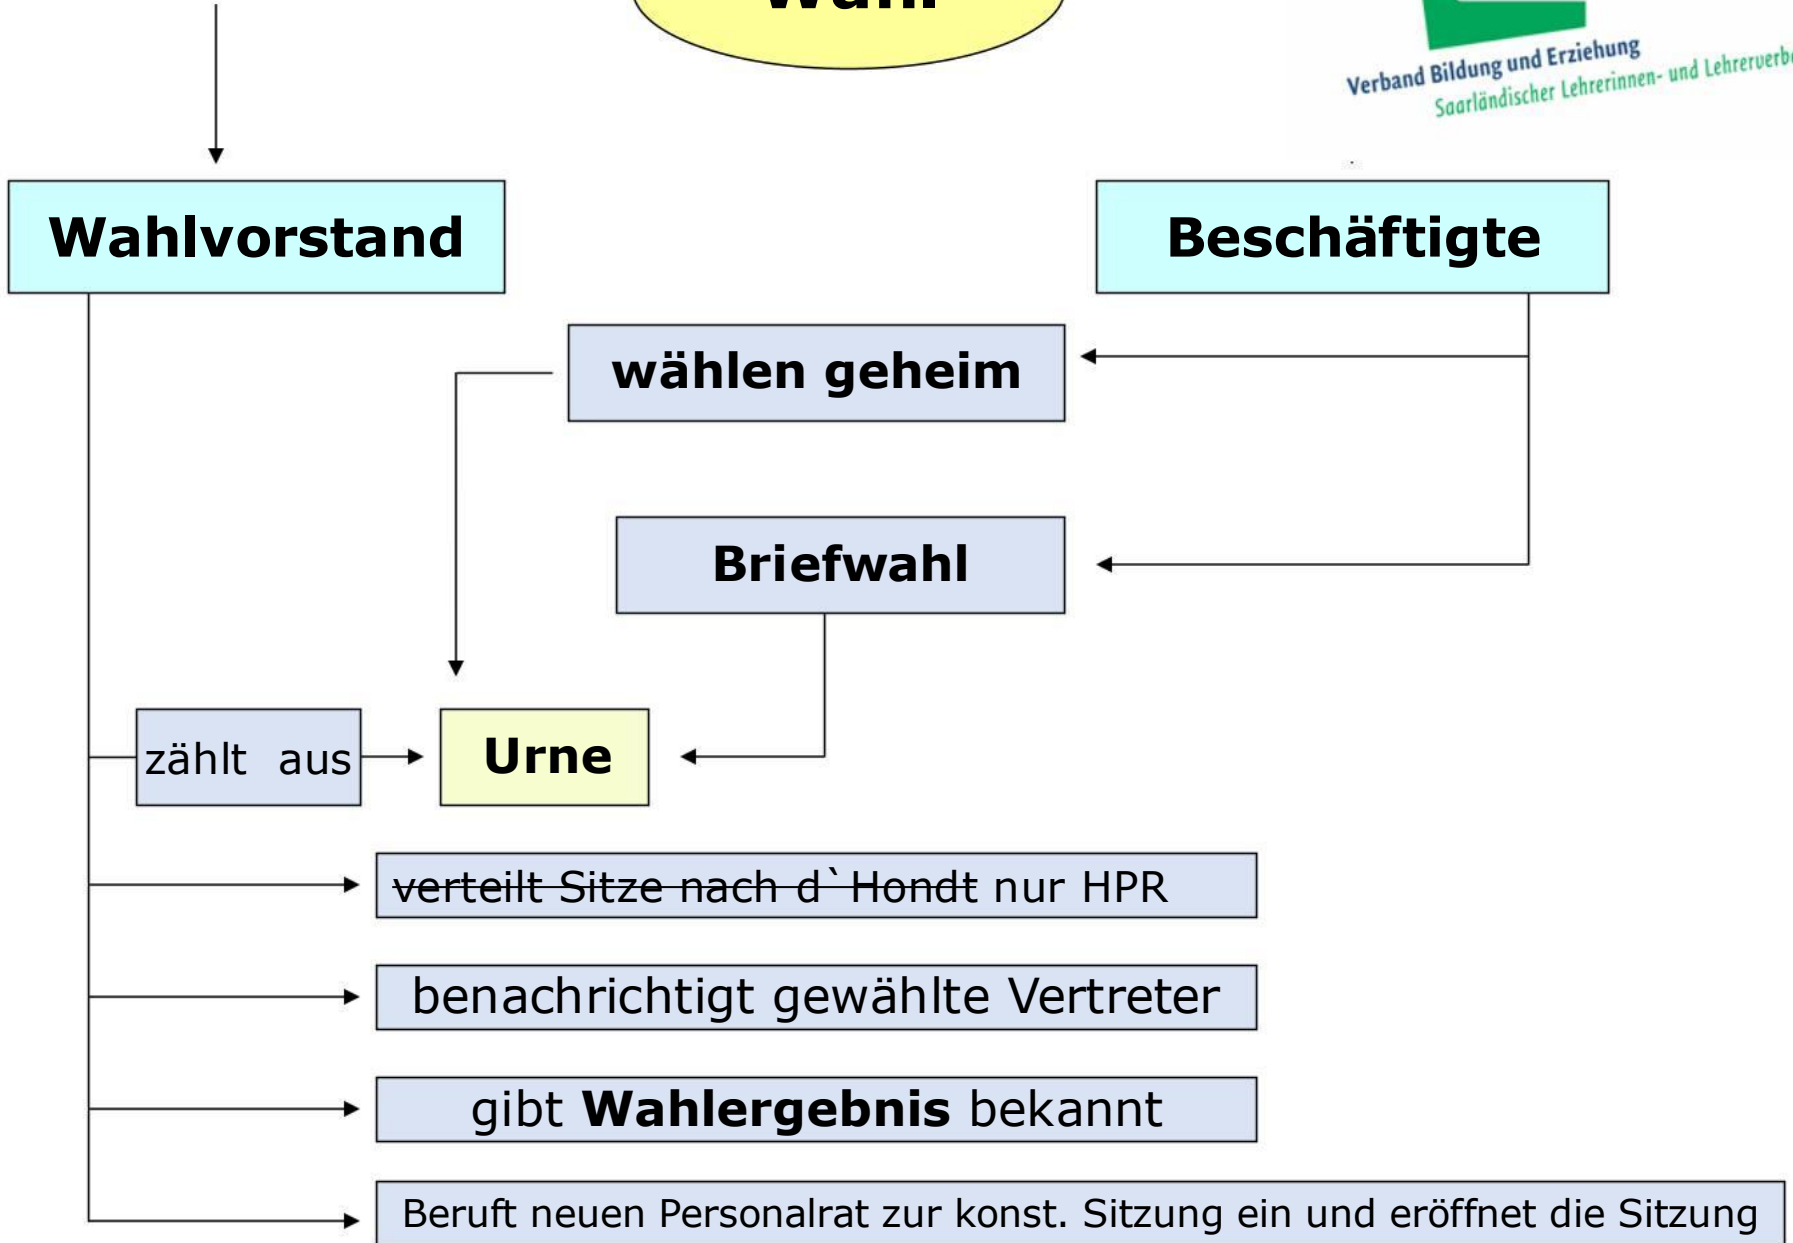 Wahl
Verband Bildung und Erziehung
Saarländischer Lehrerinnen- und
Wahlvorstand
Beschäftigte
wählen geheim
Briefwahl
zählt aus
Urne
verteilt Sitze nach d`Hondt nur HPR
benachrichtigt gewählte Vertreter
gibt Wahlergebnis bekannt
Beruft neuen Personalrat zur konst. Sitzung ein und eröffnet die Sitzung